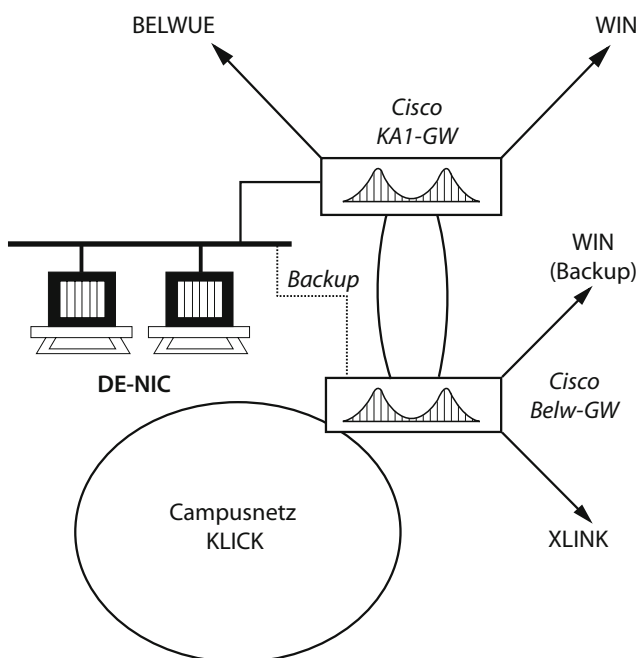 BELWUE
WIN
Cisco
KA1-GW
WIN
(Backup)
Backup
DE-NIC
Cisco
Belw-GW
Campusnetz
KLICK
XLINK